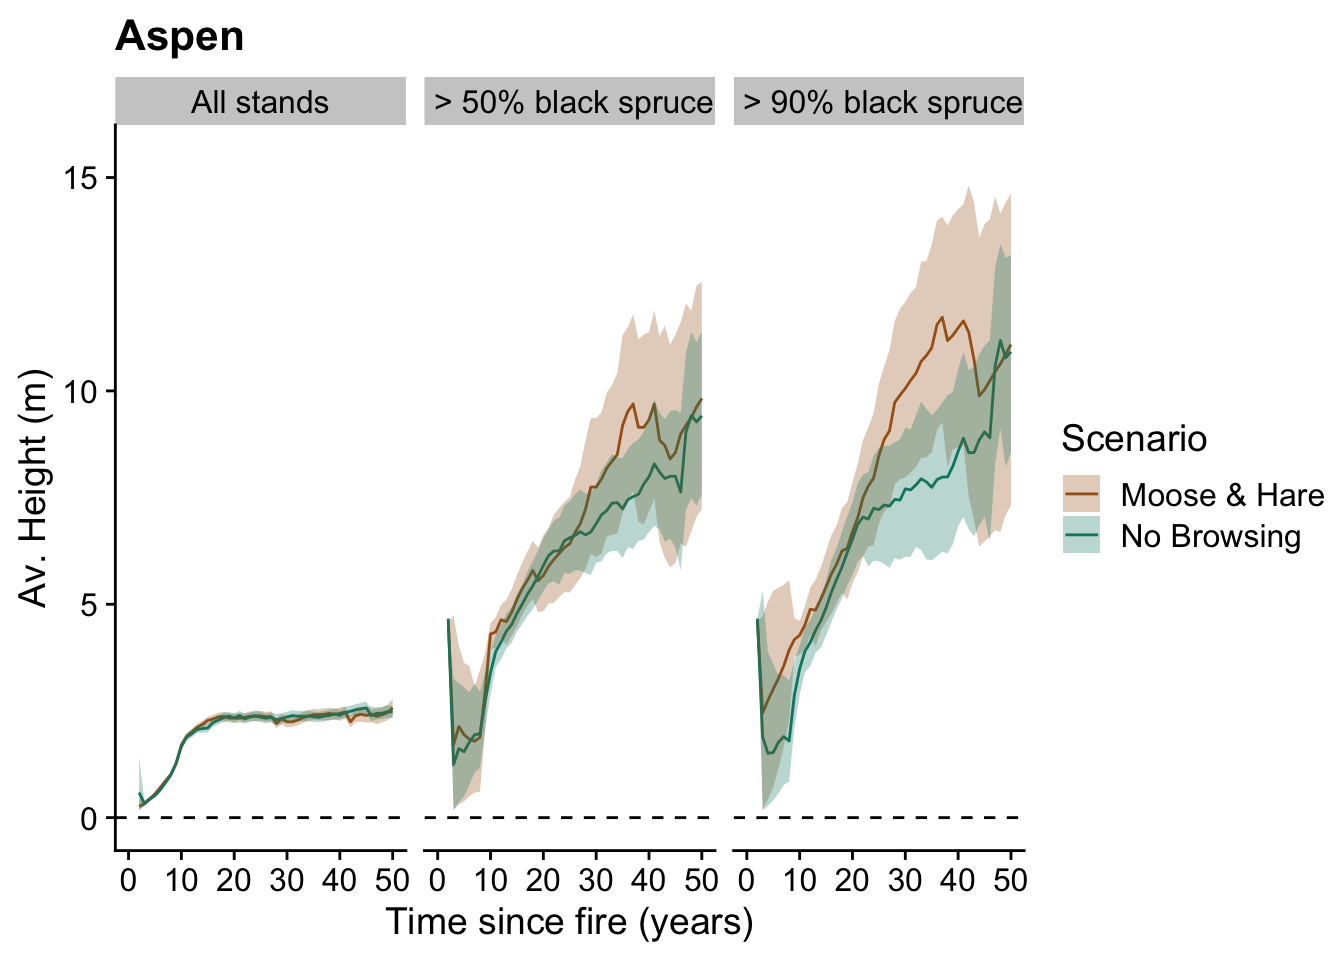 Aspen
All stands
> 50% black spruce
> 90% black spruce
15
10
5
0
Av. Height (m)
0 10 20 30 40 50
0 10 20 30 40 50
0 10 20 30 40 50
Time since fire (years)
Scenario
Moose & Hare
No Browsing